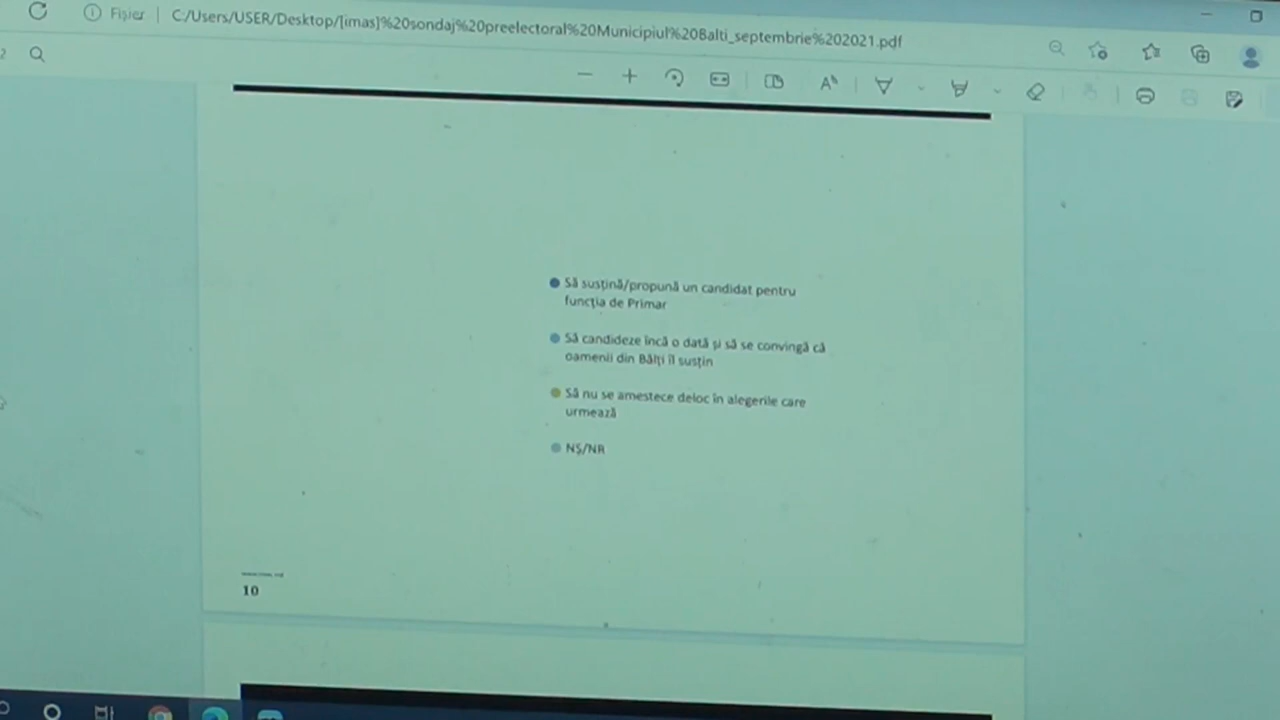 Fișier
C:/Users/USER/Desktop/[imas]%20sondaj%20preelectoral%20Municipiul%20Balti_septembrie%202021.pdf
2
Să susțină/propună un candidat pentru
funcția de Primar
Să candideze încă o dată și să se convingă că
oamenii din Bălți îl susțin
Să nu se amestece deloc în alegerile care
urmează
NȘ/NR
10